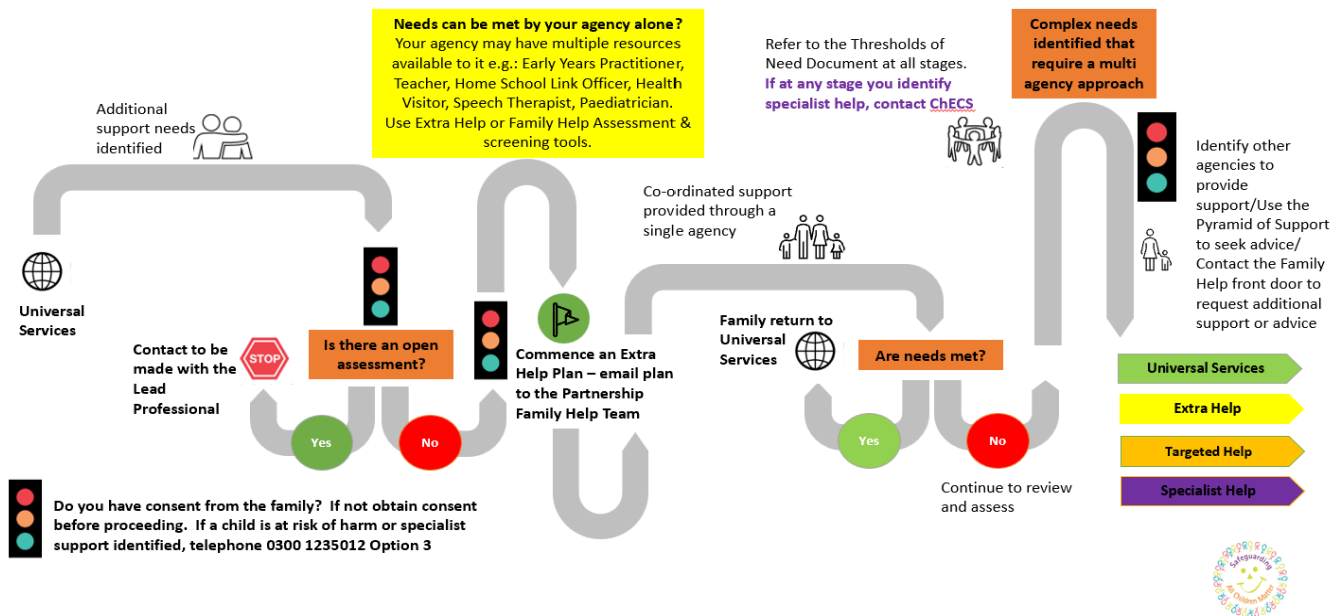 Additional
support needs
identified
Universal
Services
Needs can be met by your agency alone?
Your agency may have multiple resources
available to it e.g.: Early Years Practitioner,
Teacher, Home School Link Officer, Health
Visitor, Speech Therapist, Paediatrician.
Use Extra Help or Family Help Assessment &
screening tools.
Is there an open
assessment?
Contact to be
made with the
Lead
Professional
STOP
Yes
No
Commence an Extra
Help Plan – email plan
to the Partnership
Family Help Team
Co-ordinated support
provided through a
single agency
Refer to the Thresholds of
Need Document at all stages.
If at any stage you identify
specialist help, contact ChECS
Family return to
Universal
Services
Are needs met?
Yes
No
Continue to review
and assess
Complex needs
identified that
require a multi
agency approach
Identify other
agencies to
provide
support/Use the
Pyramid of Support
to seek advice/
Contact the Family
Help front door to
request additional
support or advice
Universal Services
Extra Help
Targeted Help
Specialist Help
Do you have consent from the family? If not obtain consent
before proceeding. If a child is at risk of harm or specialist
support identified, telephone 0300 1235012 Option 3
Safeguarding
All Children Matter